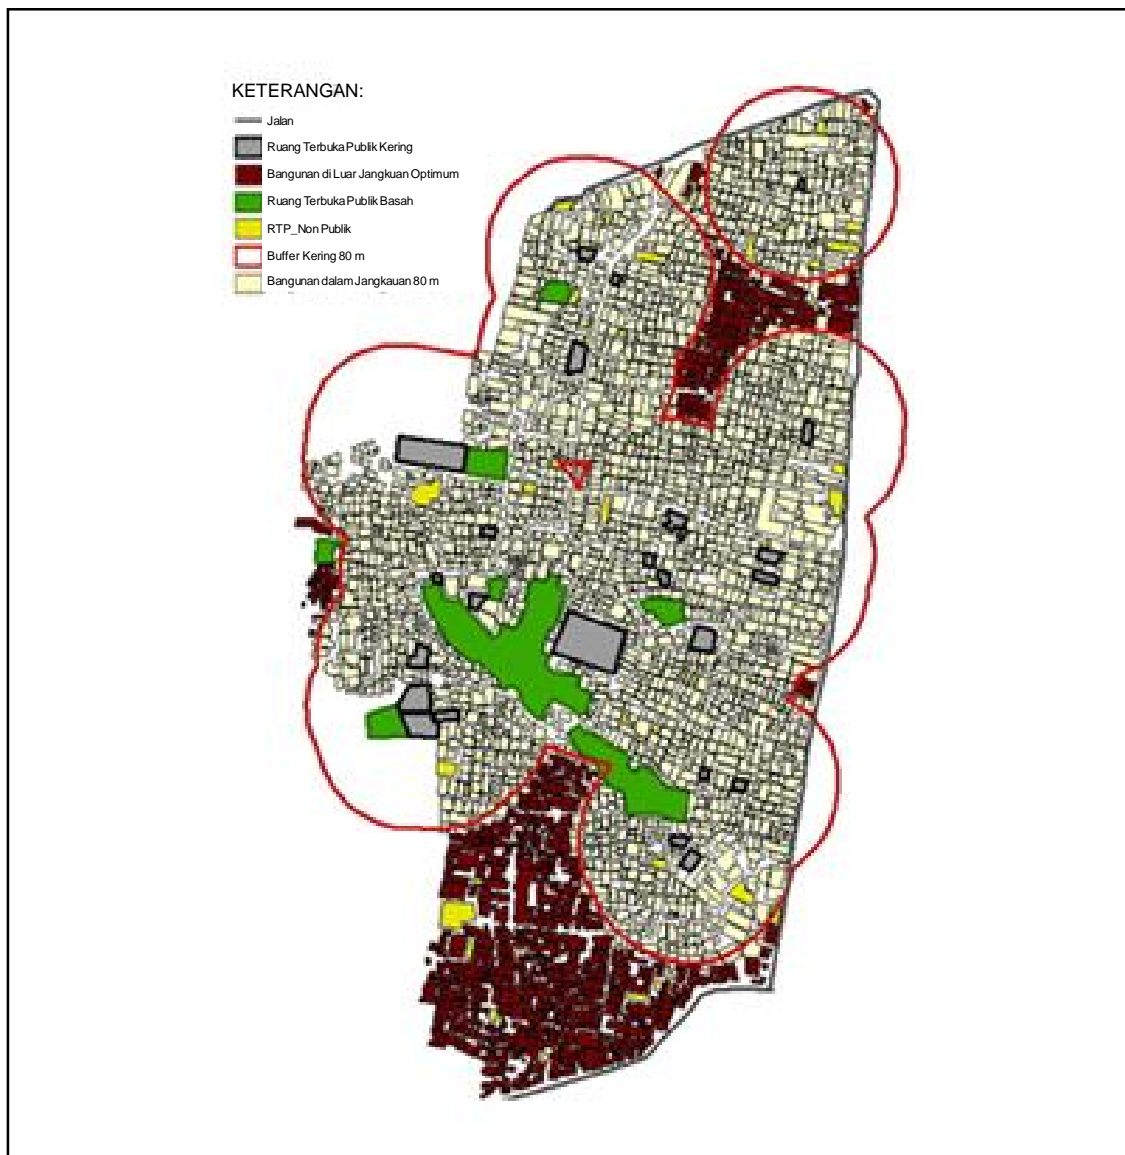 KETERANGAN:
Jalan
Ruang Terbuka Publik Kering
Bangunan di Luar Jangkuan Optimum
Ruang Terbuka Publik Basah
RTP_Non Publik
Buffer Kering 80 m
Bangunan dalam Jangkauan 80 m